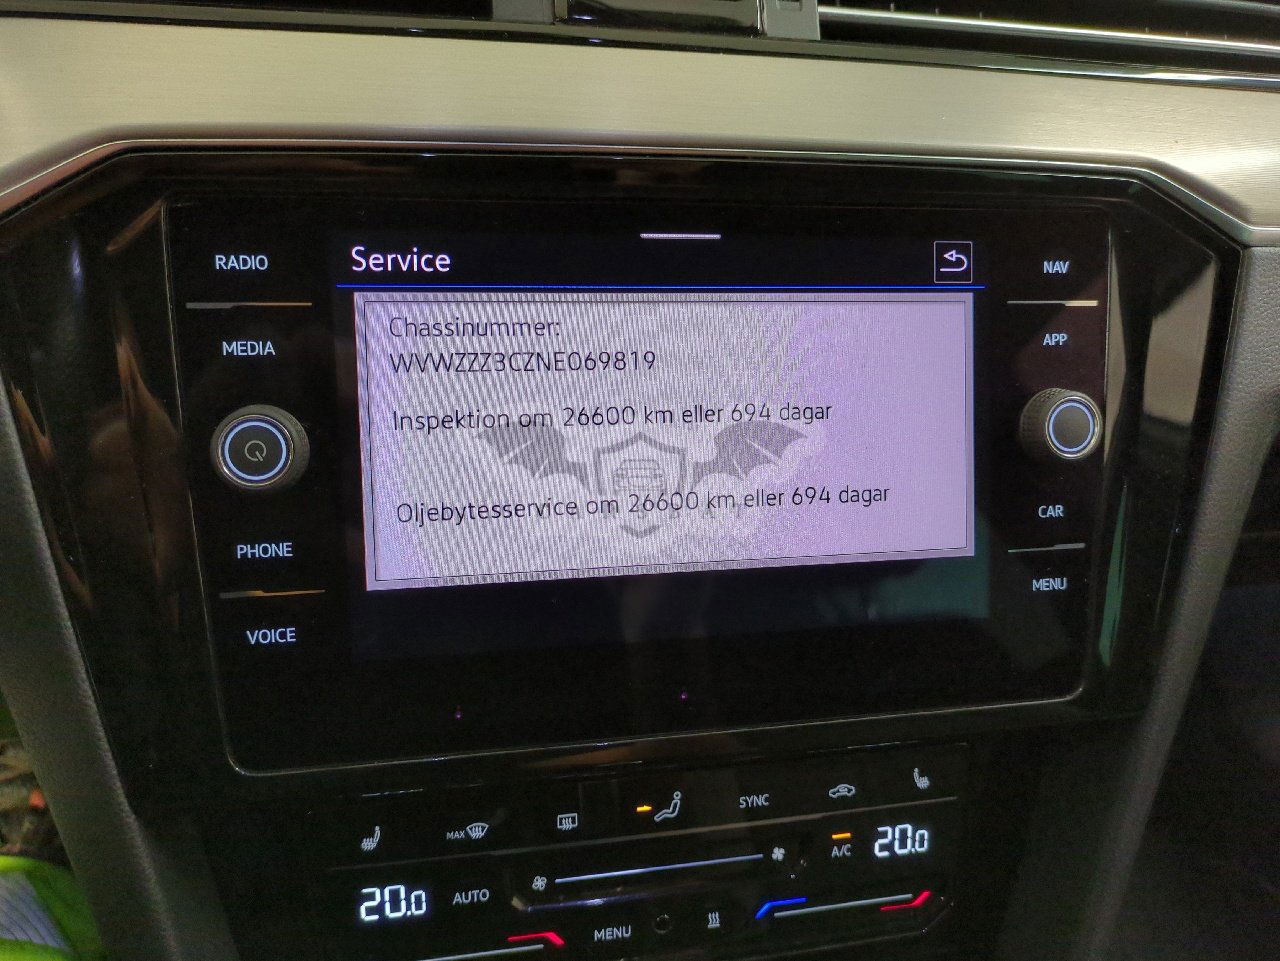 RADIO
MEDIA
PHONE
VOICE
Service
Chassinummer:
WVWZZZ3CZNE069819
Inspektion om 26600 km eller 694 dagar
Oljebytesservice om 26600 km eller 694 dagar
NAV
APP
CAR
MENU
MAX
SYNC
A/C
20.0
20.0
AUTO
MENU